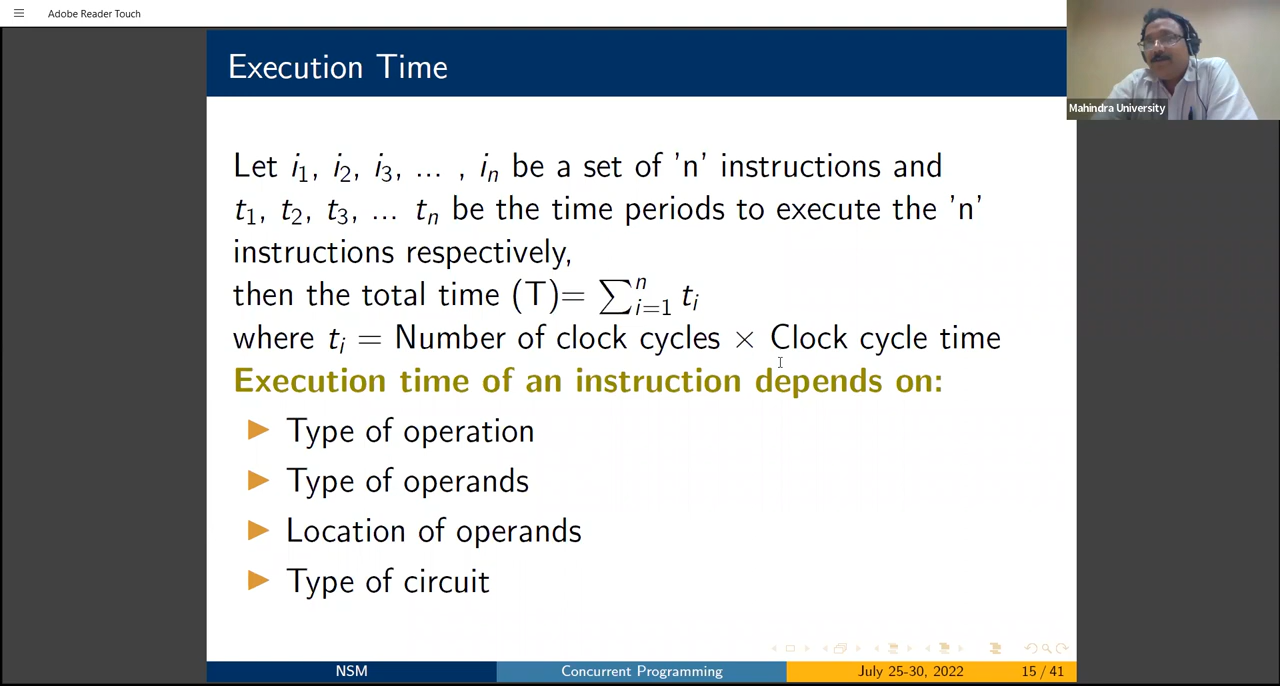 Adobe Reader Touch
Execution Time
Mahindra University
Let i₁, i₂, i₃, ... , iₙ be a set of 'n' instructions and
t₁, t₂, t₃, ... tₙ be the time periods to execute the 'n'
instructions respectively,
then the total time (T)= ∑ⁿᵢ₌₁ tᵢ
where tᵢ = Number of clock cycles × Clock cycle time
Execution time of an instruction depends on:
▶ Type of operation
▶ Type of operands
▶ Location of operands
▶ Type of circuit
NSM Concurrent Programming July 25-30, 2022 15 / 41